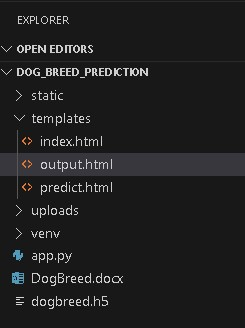 EXPLORER
OPEN EDITORS
DOG_BREED_PREDICTION
static
templates
index.html
output.html
predict.html
uploads
venv
app.py
DogBreed.docx
dogbreed.h5